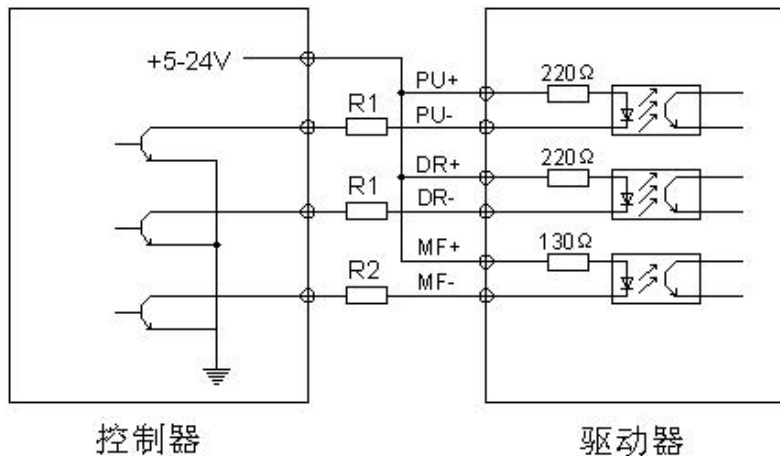 +5-24V
PU+
220Ω
R1
PU-
DR+
220Ω
R1
DR-
MF+
130Ω
R2
MF-
控制器
驱动器